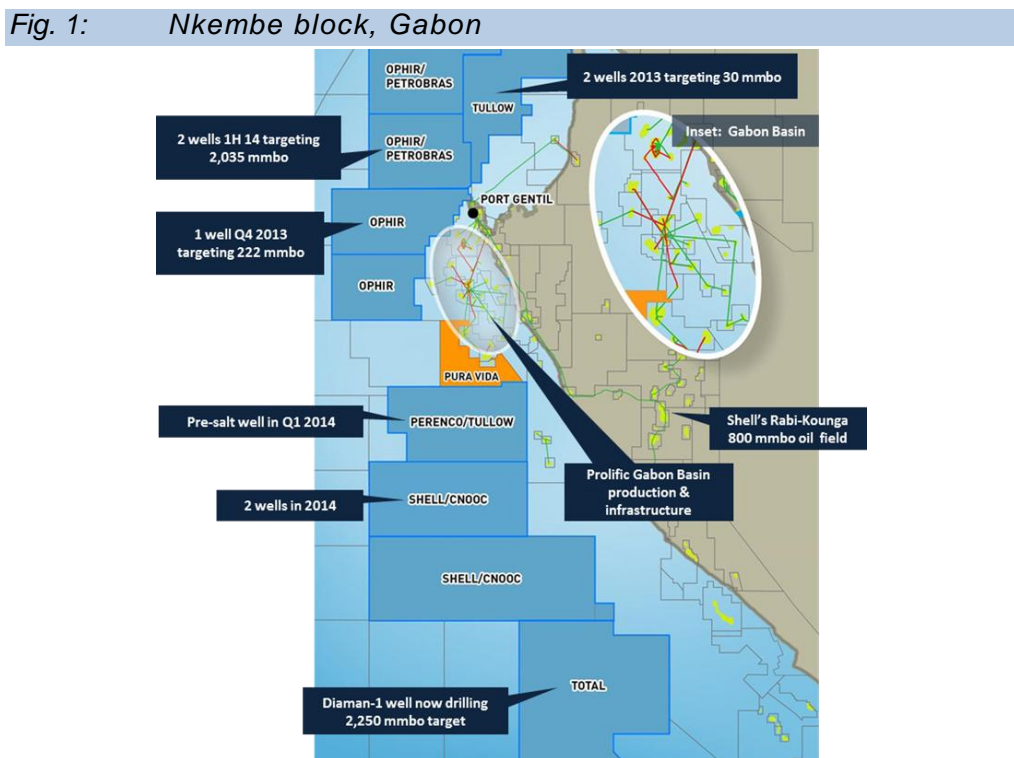 Fig. 1: Nkembe block, Gabon
OPHIR/
PETROBRAS
TULLOW
2 wells 2013 targeting 30 mmbo
Inset: Gabon Basin
2 wells 1H 14 targeting
2,035 mmbo
OPHIR/
PETROBRAS
PORT GENTIL
OPHIR
1 well Q4 2013
targeting 222 mmbo
OPHIR
PURA VIDA
Pre-salt well in Q1 2014
PERENCO/TULLOW
Shell's Rabi-Kounga
800 mmbo oil field
Prolific Gabon Basin
production &
infrastructure
2 wells in 2014
SHELL/CNOOC
SHELL/CNOOC
TOTAL
Diaman-1 well now drilling
2,250 mmbo target